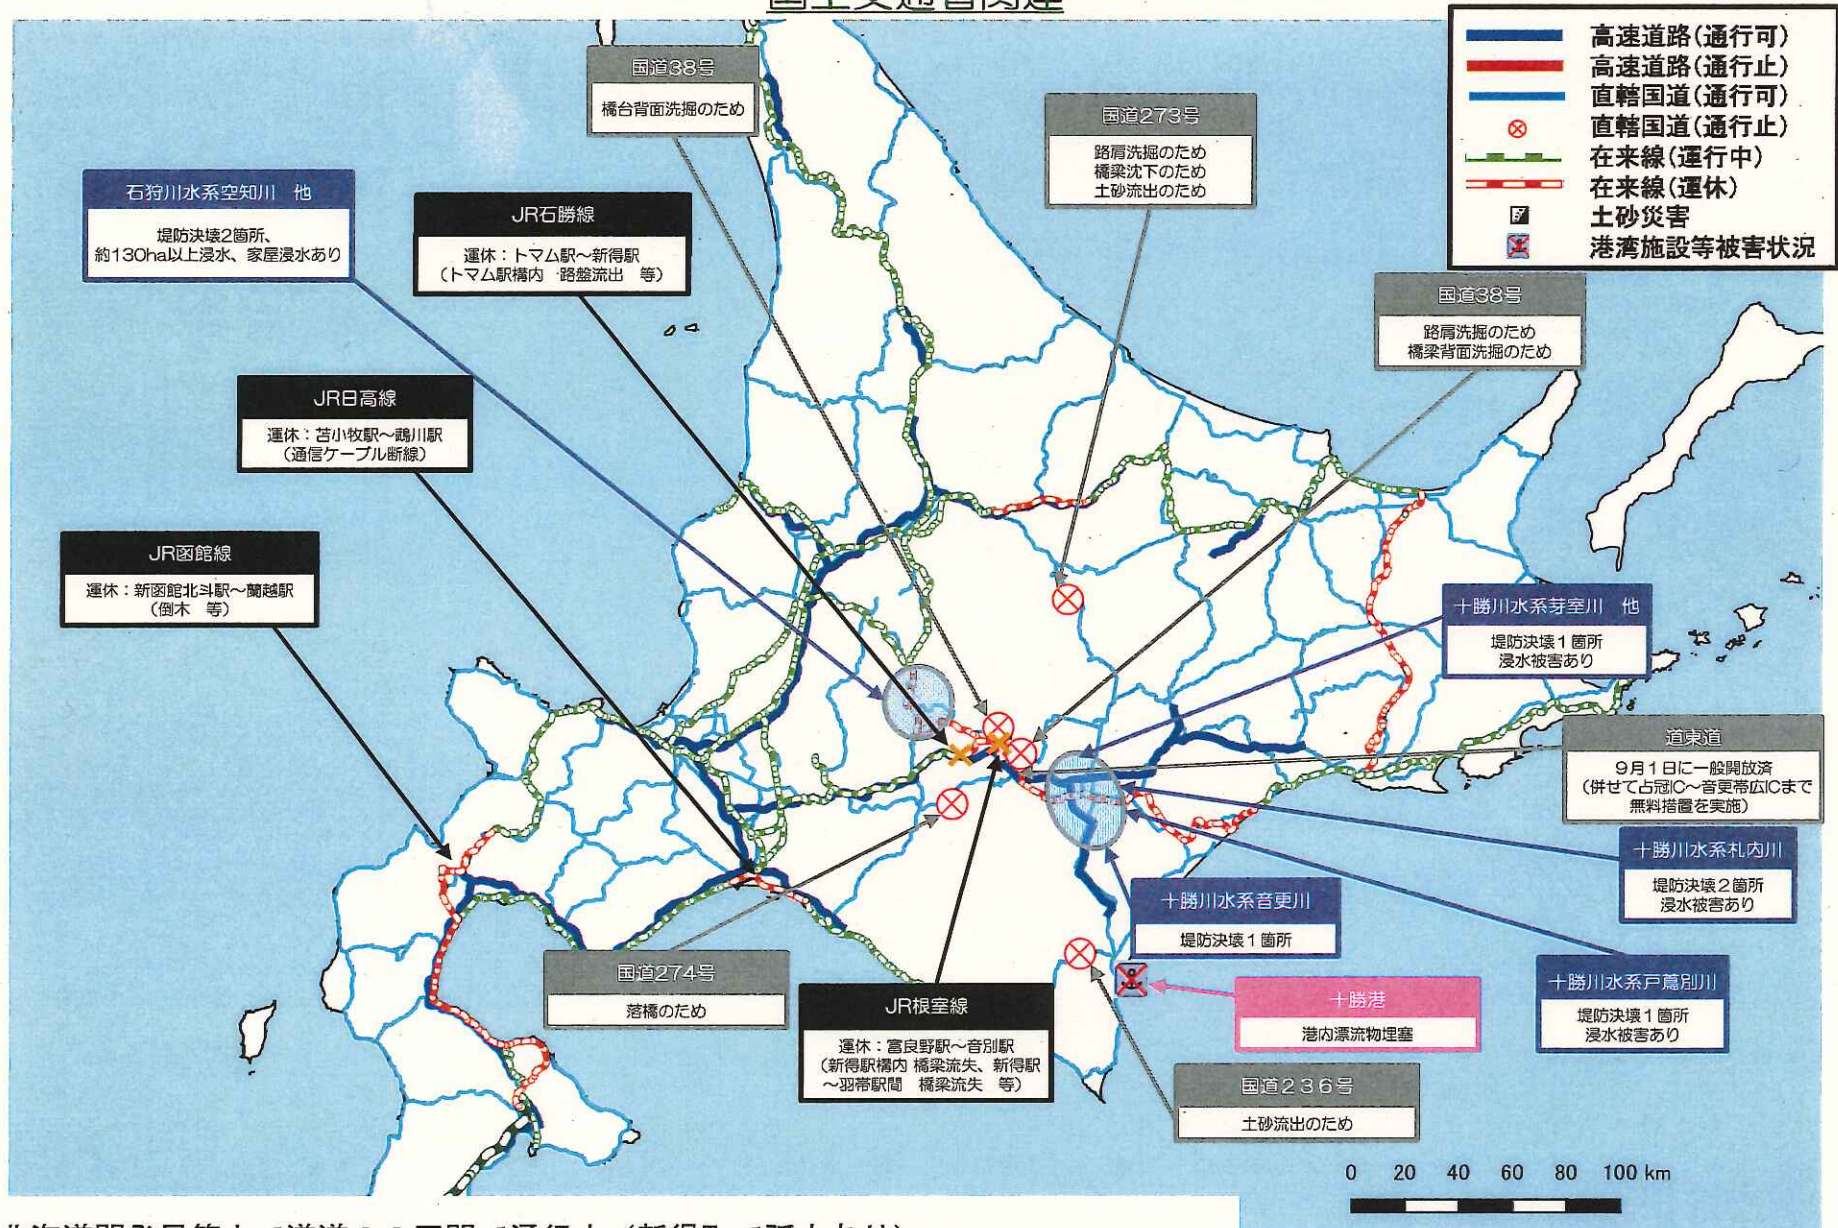 国土交通省関連
高速道路(通行可)
高速道路(通行止)
直轄国道(通行可)
直轄国道(通行止)
在来線(運行中)
在来線(運休)
土砂災害
港湾施設等被害状況
国道38号
橋台背面洗掘のため
国道273号
路肩洗掘のため
橋梁沈下のため
土砂流出のため
石狩川水系空知川 他
堤防決壊2箇所、
約130ha以上浸水、家屋浸水あり
JR石勝線
運休：トマム駅～新得駅
(トマム駅構内 路盤流出 等)
国道38号
路肩洗掘のため
橋梁背面洗掘のため
JR日高線
運休：苫小牧駅～鵡川駅
(通信ケーブル断線)
JR函館線
運休：新函館北斗駅～蘭越駅
(倒木 等)
十勝川水系芽室川 他
堤防決壊1箇所
浸水被害あり
道東道
9月1日に一般開放済
(併せて占冠IC～音更帯広ICまで
無料措置を実施)
十勝川水系札内川
堤防決壊2箇所
浸水被害あり
十勝川水系音更川
堤防決壊1箇所
国道274号
落橋のため
JR根室線
運休：富良野駅～音別駅
(新得駅構内 橋梁流失、新得駅
～羽帯駅間 橋梁流失 等)
十勝港
港内漂流物埋塞
十勝川水系戸蔦別川
堤防決壊1箇所
浸水被害あり
国道236号
土砂流出のため
0 20 40 60 80 100 km